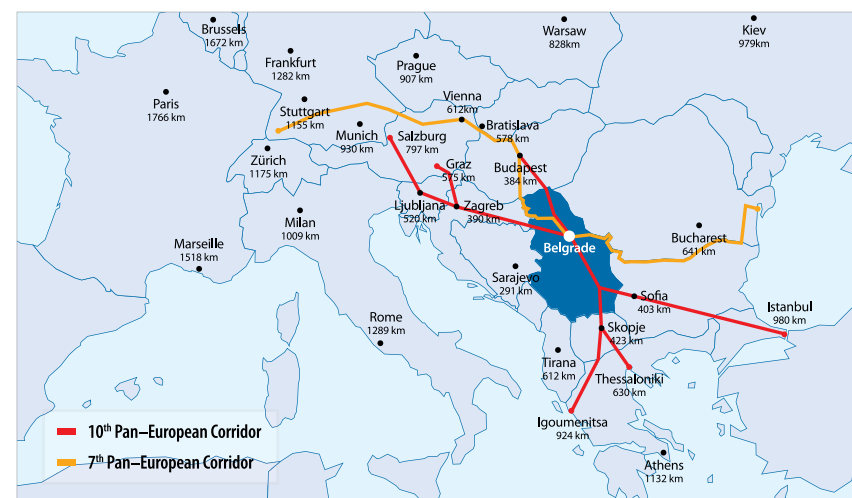 Brussels
1672 km
Warsaw
828km
Kiev
979km
Frankfurt
1282 km
Prague
907 km
Paris
1766 km
Vienna
612km
Stuttgart
1155 km
Munich
930 km
Salzburg
797 km
Bratislava
578 km
Zürich
1175 km
Graz
575 km
Budapest
384 km
Ljubljana
520 km
Zagreb
390 km
Milan
1009 km
Bucharest
641 km
Marseille
1518 km
Belgrade
Sarajevo
291 km
Sofia
403 km
Istanbul
980 km
Rome
1289 km
Skopje
423 km
Tirana
612 km
Thessaloniki
630 km
Igoumenitsa
924 km
Athens
1132 km
10th Pan–European Corridor
7th Pan–European Corridor